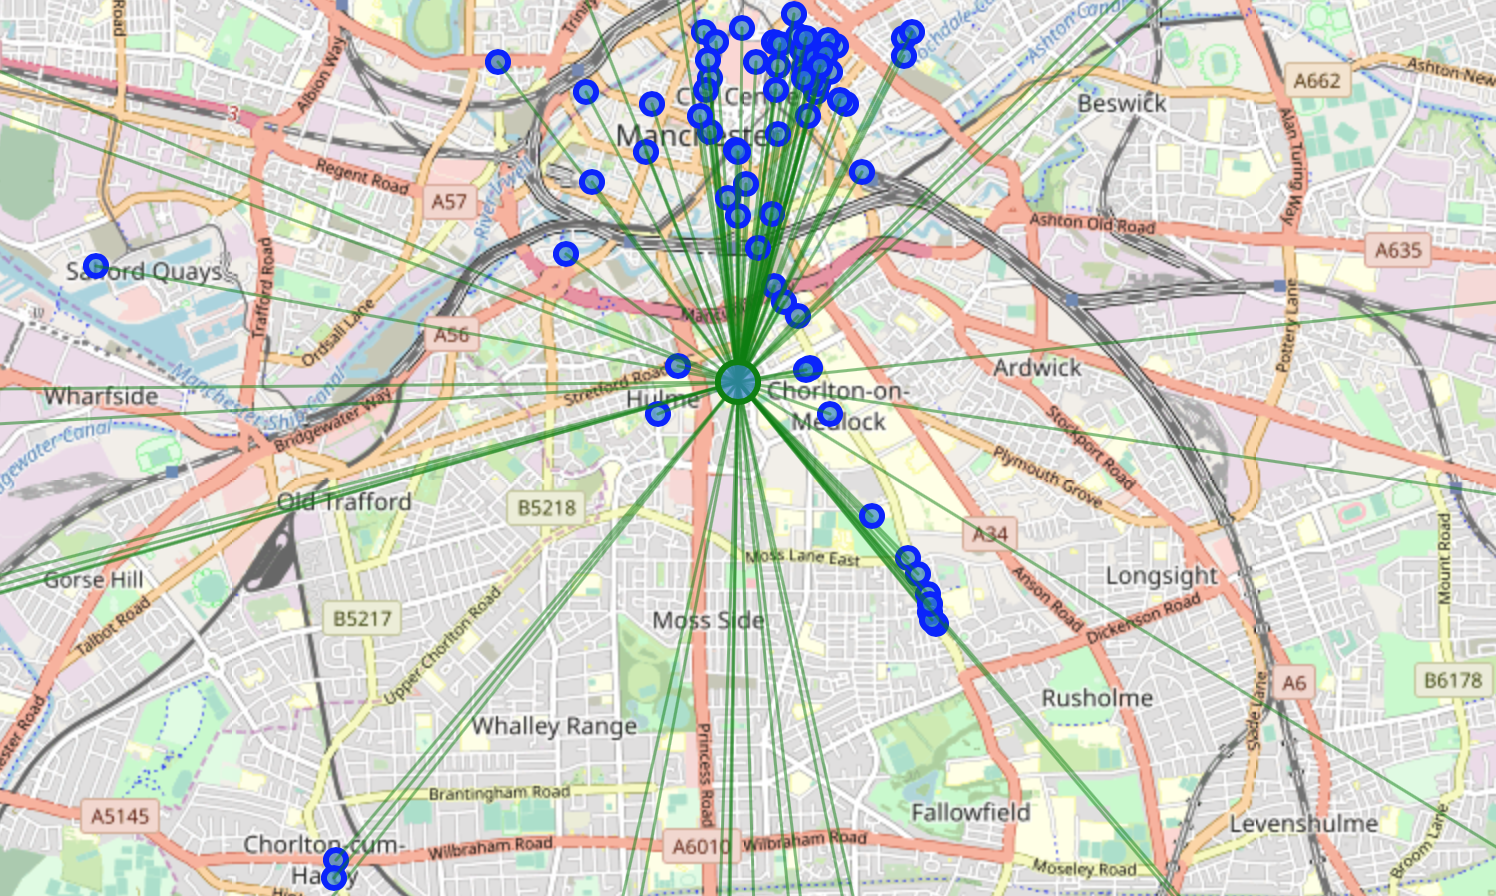 Trinity
Ashton Canal
Ashton New
A662
Albion Way
3
City Centre
Beswick
Manchester
Alan Turing Way
Regent Road
A57
Ashton Old Road
A635
Salford Quays
Trafford Road
Ordsall Lane
A56
Pottery Lane
Stretford Road
Ardwick
Wharfside
Manchester Ship Canal
Hulme
Chorlton-on-
Medlock
Bridgewater Way
Stockport Road
Plymouth Grove
Old Trafford
B5218
A34
Moss Lane East
Gorse Hill
Longsight
Mount Road
Anson Road
B5217
Moss Side
Dickenson Road
Talbot Road
Upper Chorlton Road
A6
B6178
Rusholme
Slade Lane
Whalley Range
Princess Road
Brantingham Road
A5145
Fallowfield
Levenshulme
Chorlton-cum-
Hardy
Wilbraham Road
A6010
Wilbraham Road
Moseley Road
Broom Lane